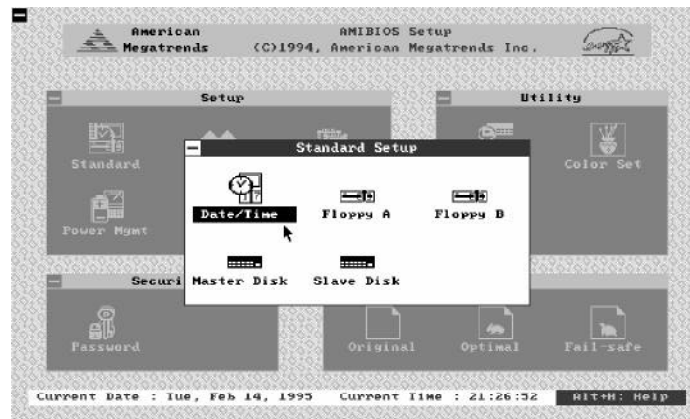 American
Megatrends
AMIBIOS Setup
(C)1994, American Megatrends Inc.
Setup
Utility
Standard
Color Set
Power Mgmt
Standard Setup
Date/Time
Floppy A
Floppy B
Master Disk
Slave Disk
Securi
Password
Original
Optimal
Fail-safe
Current Date : Tue, Feb 14, 1995
Current Time : 21:26:52
Alt+H: Help